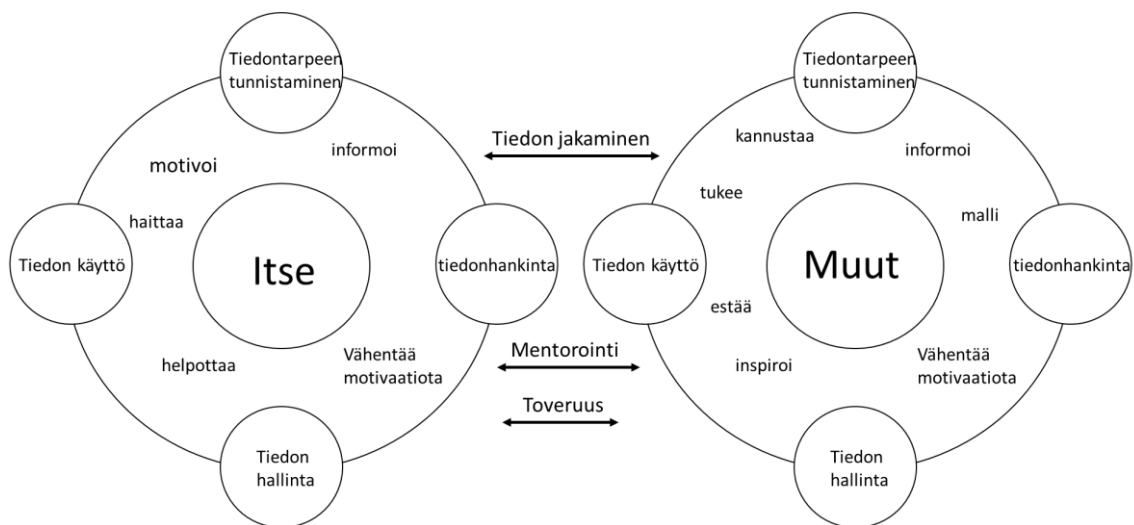 Tiedontarpeen
tunnistaminen
informoi
motivoi
haittaa
Tiedon käyttö
Itse
tiedonhankinta
helpottaa
Vähentää
motivaatiota
Tiedon
hallinta
Tiedon jakaminen
Mentorointi
Toveruus
Tiedontarpeen
tunnistaminen
kannustaa
informoi
tukee
malli
Tiedon käyttö
Muut
tiedonhankinta
estää
inspiroi
Vähentää
motivaatiota
Tiedon
hallinta